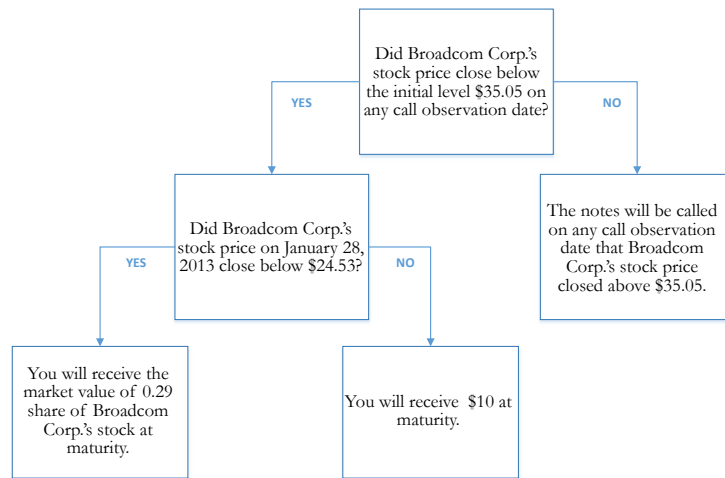 Did Broadcom Corp.'s
stock price close below
the initial level $35.05 on
any call observation date?
YES
NO
Did Broadcom Corp.'s
stock price on January 28,
2013 close below $24.53?
The notes will be called
on any call observation
date that Broadcom
Corp.'s stock price
closed above $35.05.
YES
NO
You will receive the
market value of 0.29
share of Broadcom
Corp.'s stock at
maturity.
You will receive $10 at
maturity.